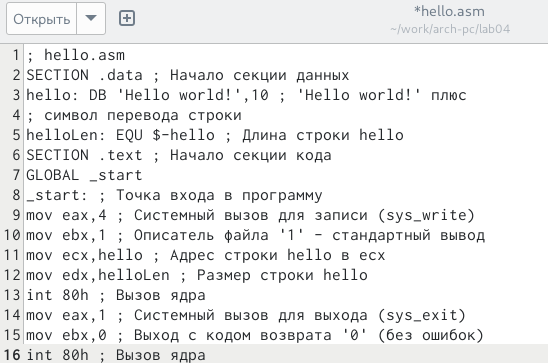 Открыть
*hello.asm
~/work/arch-pc/lab04
1 ; hello.asm
2 SECTION .data ; Начало секции данных
3 hello: DB 'Hello world!',10 ; 'Hello world!' плюс
4 ; символ перевода строки
5 helloLen: EQU $-hello ; Длина строки hello
6 SECTION .text ; Начало секции кода
7 GLOBAL _start
8 _start: ; Точка входа в программу
9 mov eax,4 ; Системный вызов для записи (sys_write)
10 mov ebx,1 ; Описатель файла '1' - стандартный вывод
11 mov ecx,hello ; Адрес строки hello в ecx
12 mov edx,helloLen ; Размер строки hello
13 int 80h ; Вызов ядра
14 mov eax,1 ; Системный вызов для выхода (sys_exit)
15 mov ebx,0 ; Выход с кодом возврата '0' (без ошибок)
16 int 80h ; Вызов ядра